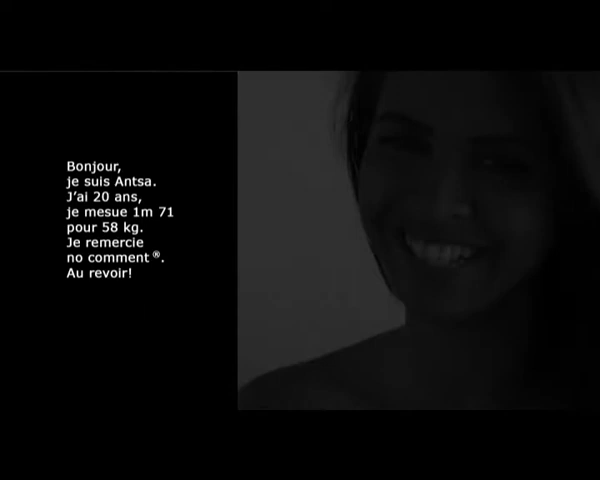 Bonjour,
je suis Antsa.
J'ai 20 ans,
je mesue 1m 71
pour 58 kg.
Je remercie
no comment®.
Au revoir!